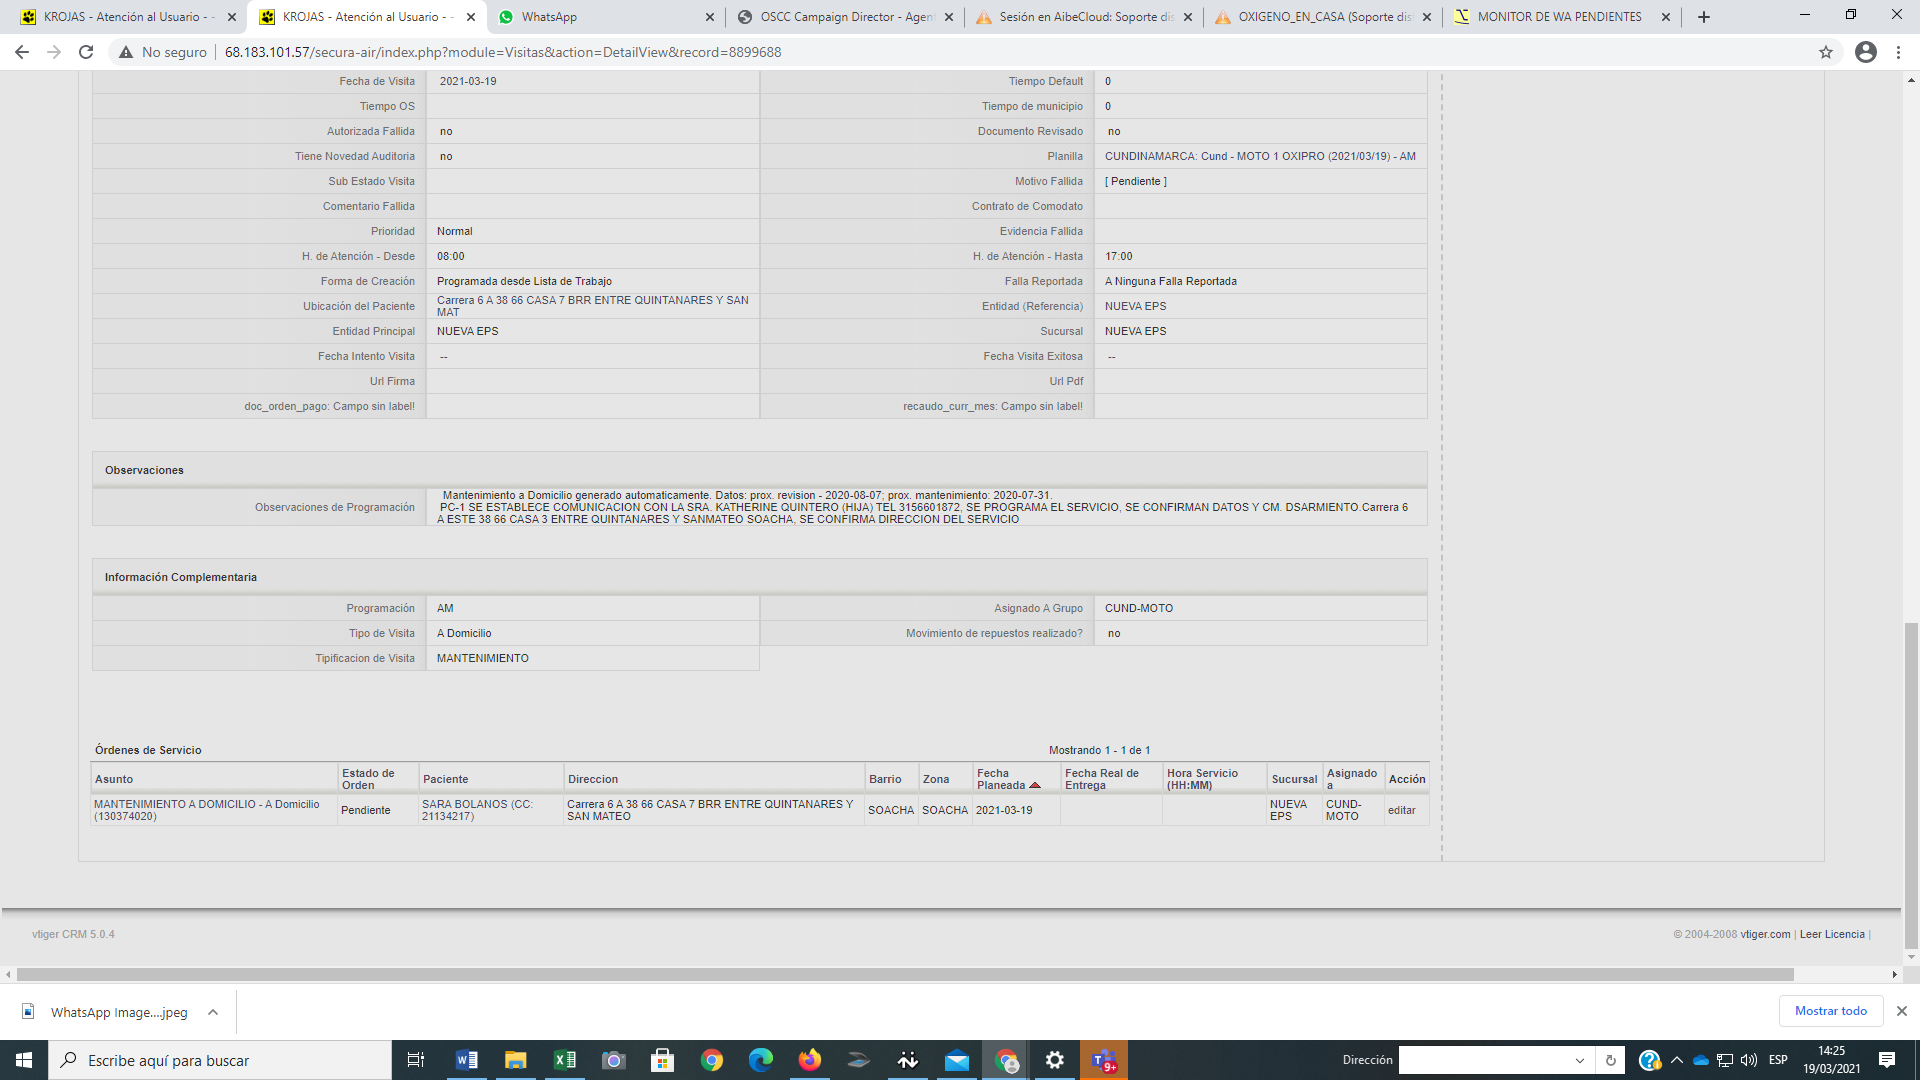 KROJAS - Atención al Usuario - -
KROJAS - Atención al Usuario - -
WhatsApp
OSCC Campaign Director - Agent
Sesión en AibeCloud: Soporte dis
OXIGENO_EN_CASA (Soporte dis
MONITOR DE WA PENDIENTES
No seguro
68.183.101.57/secura-air/index.php?module=Visitas&action=DetailView&record=8899688
Fecha de Visita 2021-03-19 Tiempo Default 0
Tiempo OS Tiempo de municipio 0
Autorizada Fallida no Documento Revisado no
Tiene Novedad Auditoria no Planilla CUNDINAMARCA: Cund - MOTO 1 OXIPRO (2021/03/19) - AM
Sub Estado Visita Motivo Fallida [ Pendiente ]
Comentario Fallida Contrato de Comodato
Prioridad Normal Evidencia Fallida
H. de Atención - Desde 08:00 H. de Atención - Hasta 17:00
Forma de Creación Programada desde Lista de Trabajo Falla Reportada A Ninguna Falla Reportada
Ubicación del Paciente Carrera 6 A 38 66 CASA 7 BRR ENTRE QUINTANARES Y SAN
MAT
Entidad (Referencia) NUEVA EPS
Entidad Principal NUEVA EPS Sucursal NUEVA EPS
Fecha Intento Visita -- Fecha Visita Exitosa --
Url Firma Url Pdf
doc_orden_pago: Campo sin label! recaudo_curr_mes: Campo sin label!
Observaciones
Observaciones de Programación
Mantenimiento a Domicilio generado automaticamente. Datos: prox. revision - 2020-08-07; prox. mantenimiento: 2020-07-31.
PC-1 SE ESTABLECE COMUNICACION CON LA SRA. KATHERINE QUINTERO (HIJA) TEL 3156601872, SE PROGRAMA EL SERVICIO, SE CONFIRMAN DATOS Y CM. DSARMIENTO.Carrera 6
A ESTE 38 66 CASA 3 ENTRE QUINTANARES Y SANMATEO SOACHA, SE CONFIRMA DIRECCION DEL SERVICIO
Información Complementaria
Programación AM Asignado A Grupo CUND-MOTO
Tipo de Visita A Domicilio Movimiento de repuestos realizado? no
Tipificacion de Visita MANTENIMIENTO
Órdenes de Servicio Mostrando 1 - 1 de 1
Asunto
Estado de
Orden
Paciente
Direccion
Barrio
Zona
Fecha
Planeada
Fecha Real de
Entrega
Hora Servicio
(HH:MM)
Sucursal
Asignado
a
Acción
MANTENIMIENTO A DOMICILIO - A Domicilio
(130374020)
Pendiente
SARA BOLANOS (CC:
21134217)
Carrera 6 A 38 66 CASA 7 BRR ENTRE QUINTANARES Y
SAN MATEO
SOACHA
SOACHA
2021-03-19
NUEVA
EPS
CUND-
MOTO
editar
vtiger CRM 5.0.4
© 2004-2008 vtiger.com | Leer Licencia |
WhatsApp Image....jpeg
Mostrar todo
Escribe aquí para buscar
9+
Dirección
ESP
14:25
19/03/2021